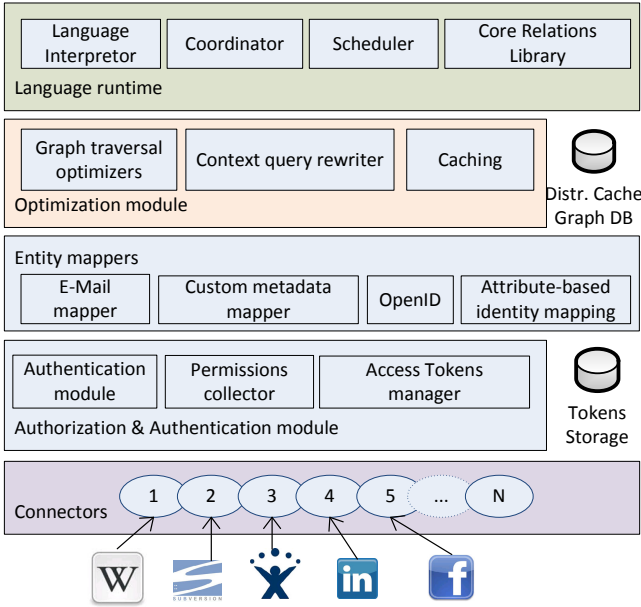 Language
Interpretor
Coordinator
Scheduler
Core Relations
Library
Language runtime
Graph traversal
optimizers
Context query rewriter
Caching
Optimization module
Distr. Cache
Graph DB
Entity mappers
E-Mail
mapper
Custom metadata
mapper
OpenID
Attribute-based
identity mapping
Authentication
module
Permissions
collector
Access Tokens
manager
Authorization & Authentication module
Tokens
Storage
1 2 3 4 5 ... N
Connectors
W
SUBVERSION
in
f